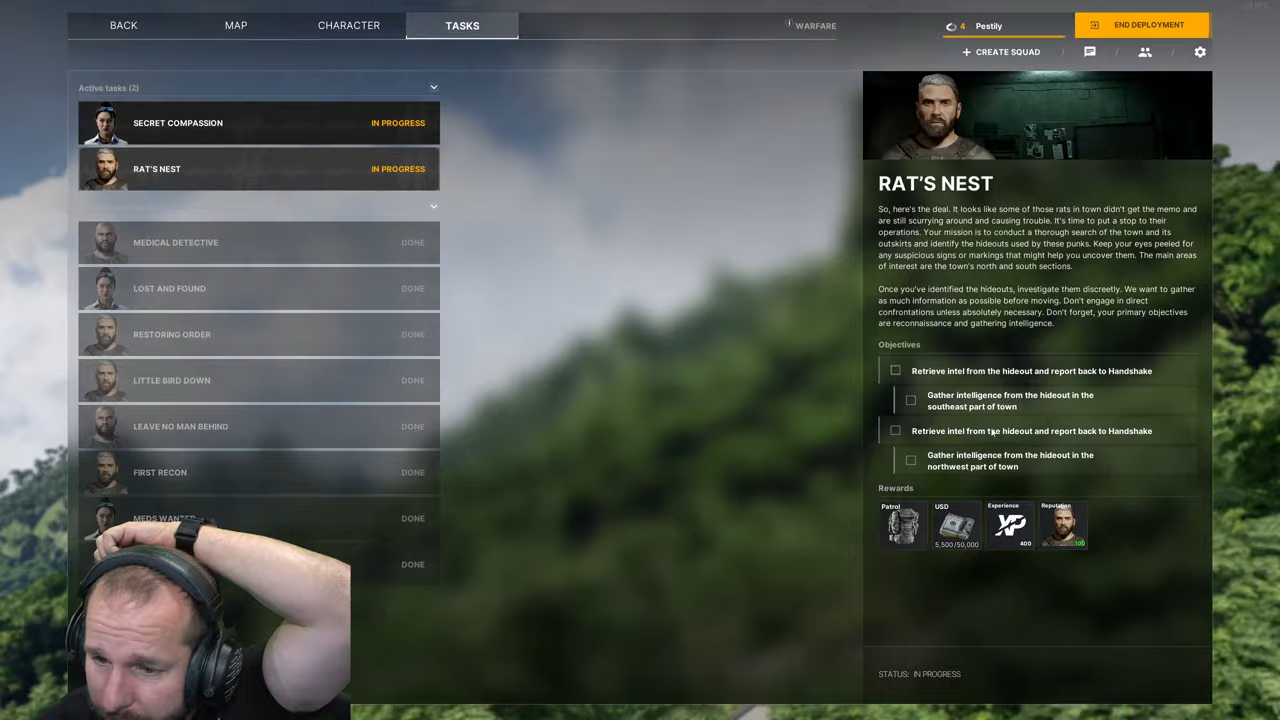 BACK
MAP
CHARACTER
TASKS
WARFARE
4 Pestily
END DEPLOYMENT
+ CREATE SQUAD
Active tasks (2)
SECRET COMPASSION
IN PROGRESS
RAT'S NEST
IN PROGRESS
MEDICAL DETECTIVE
DONE
LOST AND FOUND
DONE
RESTORING ORDER
DONE
LITTLE BIRD DOWN
DONE
LEAVE NO MAN BEHIND
DONE
FIRST RECON
DONE
MEDS WANTED
DONE
DONE
RAT'S NEST
So, here's the deal. It looks like some of those rats in town didn't get the memo and
are still scurrying around and causing trouble. It's time to put a stop to their
operations. Your mission is to conduct a thorough search of the town and its
outskirts and identify the hideouts used by these punks. Keep your eyes peeled for
any suspicious signs or markings that might help you uncover them. The main areas
of interest are the town's north and south sections.
Once you've identified the hideouts, investigate them discreetly. We want to gather
as much information as possible before moving. Don't engage in direct
confrontations unless absolutely necessary. Don't forget, your primary objectives
are reconnaissance and gathering intelligence.
Objectives
Retrieve intel from the hideout and report back to Handshake
Gather intelligence from the hideout in the
southeast part of town
Retrieve intel from the hideout and report back to Handshake
Gather intelligence from the hideout in the
northwest part of town
Rewards
Patrol
USD
5,500/50,000
Experience
XP
400
Reputation
STATUS: IN PROGRESS